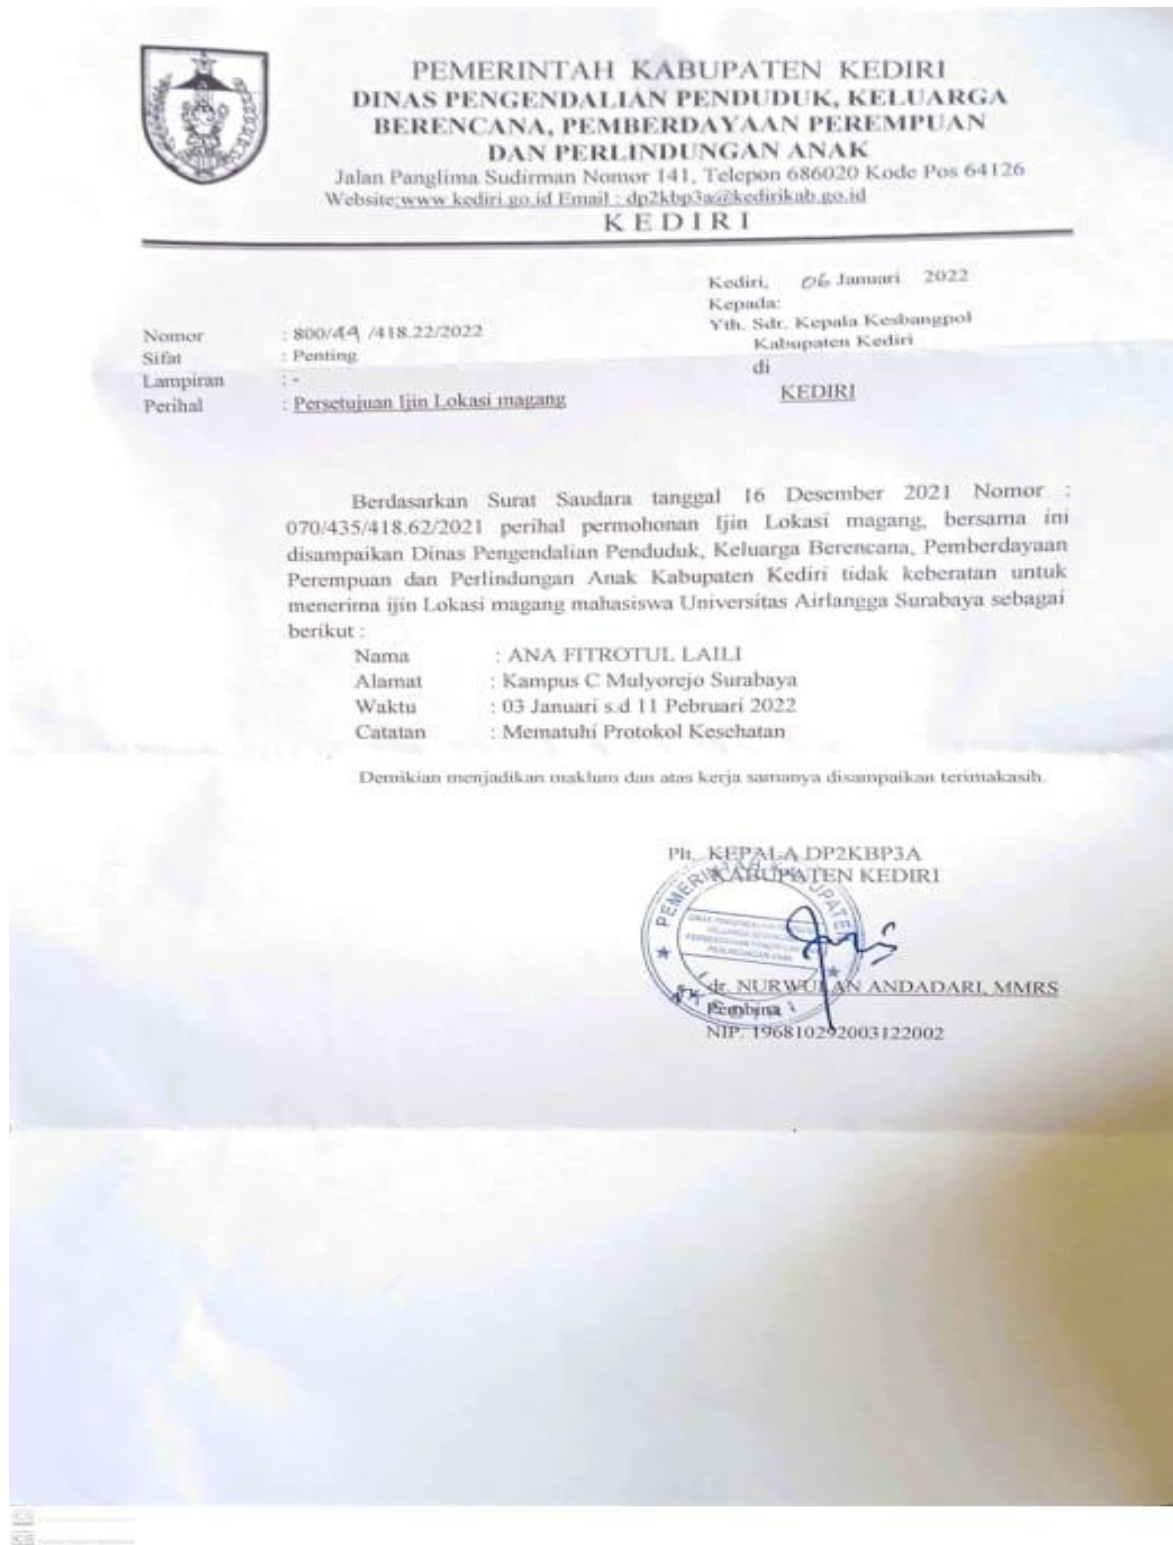 PEMERINTAH KABUPATEN KEDIRI
DINAS PENGENDALIAN PENDUDUK, KELUARGA
BERENCANA, PEMBERDAYAAN PEREMPUAN
DAN PERLINDUNGAN ANAK
Jalan Panglima Sudirman Nomor 141, Telepon 686020 Kode Pos 64126
Website:www kediri.go.id Email : dp2kbp3a@kedirikab.go.id
KEDIRI
Kediri, 06 Januari 2022
Kepada:
Yth. Sdr. Kepala Kesbangpol
Kabupaten Kediri
di
KEDIRI
Nomor : 800/49 /418.22/2022
Sifat : Penting
Lampiran : -
Perihal : Persetujuan Ijin Lokasi magang
Berdasarkan Surat Saudara tanggal 16 Desember 2021 Nomor :
070/435/418.62/2021 perihal permohonan Ijin Lokasi magang, bersama ini
disampaikan Dinas Pengendalian Penduduk, Keluarga Berencana, Pemberdayaan
Perempuan dan Perlindungan Anak Kabupaten Kediri tidak keberatan untuk
menerima ijin Lokasi magang mahasiswa Universitas Airlangga Surabaya sebagai
berikut :
Nama : ANA FITROTUL LAILI
Alamat : Kampus C Mulyorejo Surabaya
Waktu : 03 Januari s.d 11 Pebruari 2022
Catatan : Mematuhi Protokol Kesehatan
Demikian menjadikan maklum dan atas kerja samanya disampaikan terimakasih.
Plt. KEPALA DP2KBP3A
KABUPATEN KEDIRI
PEMERINTAH KABUPATEN
KEDIRI
dr. NURWULAN ANDADARI, MMRS
Pembina
NIP. 196810292003122002